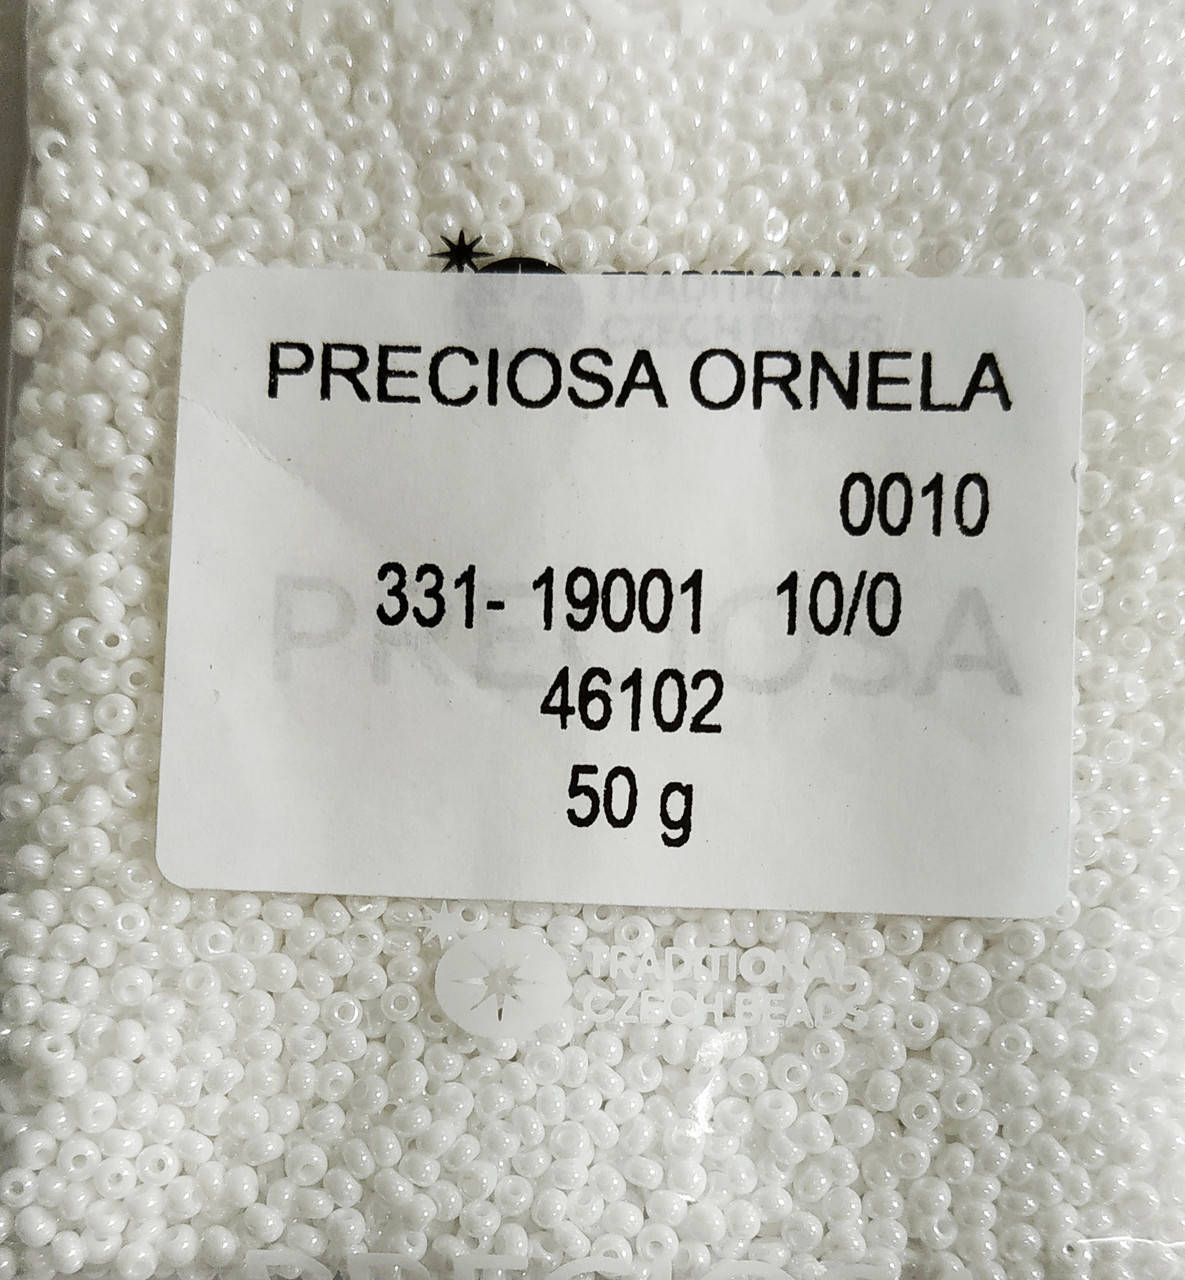 TRADITIONAL
CZECH BEADS
PRECIOSA ORNELA
0010
331- 19001 10/0
PRECIOSA
46102
50 g
TRADITIONAL
CZECH BEADS